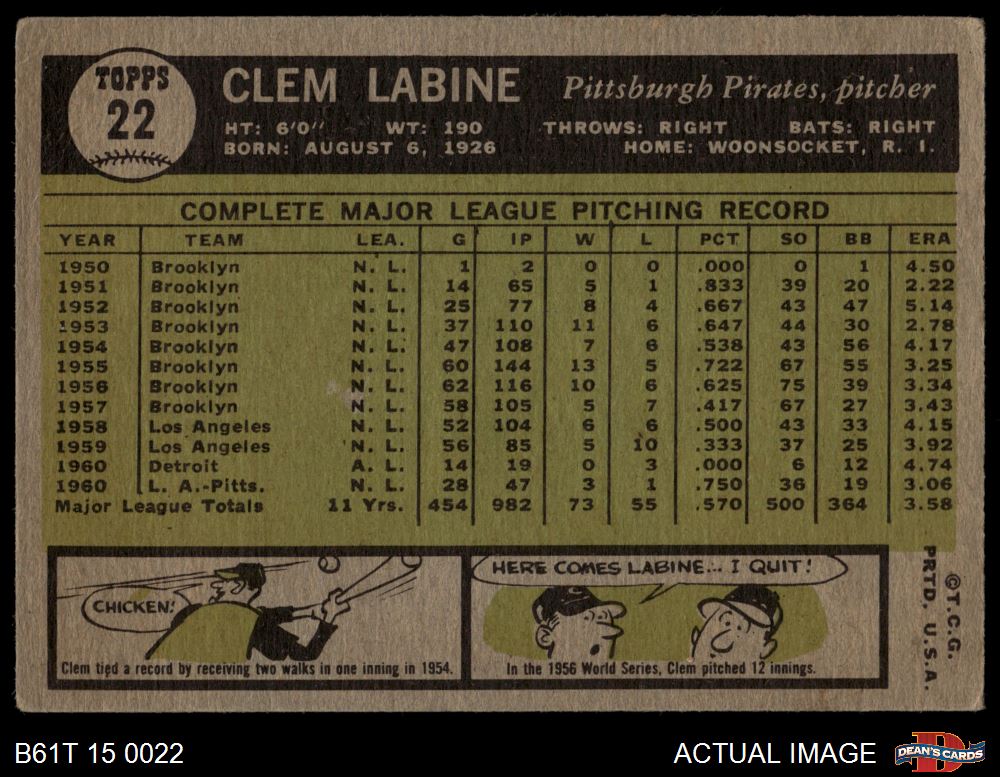 TOPPS
22
CLEM LABINE Pittsburgh Pirates, pitcher
HT: 6'0" WT: 190 THROWS: RIGHT BATS: RIGHT
BORN: AUGUST 6, 1926 HOME: WOONSOCKET, R. I.
COMPLETE MAJOR LEAGUE PITCHING RECORD
YEAR TEAM LEA. G IP W L PCT SO BB ERA
1950 Brooklyn N. L. 1 2 0 0 .000 0 1 4.50
1951 Brooklyn N. L. 14 65 5 1 .833 39 20 2.22
1952 Brooklyn N. L. 25 77 8 4 .667 43 47 5.14
1953 Brooklyn N. L. 37 110 11 6 .647 44 30 2.78
1954 Brooklyn N. L. 47 108 7 6 .538 43 56 4.17
1955 Brooklyn N. L. 60 144 13 5 .722 67 55 3.25
1956 Brooklyn N. L. 62 116 10 6 .625 75 39 3.34
1957 Brooklyn N. L. 58 105 5 7 .417 67 27 3.43
1958 Los Angeles N. L. 52 104 6 6 .500 43 33 4.15
1959 Los Angeles N. L. 56 85 5 10 .333 37 25 3.92
1960 Detroit A. L. 14 19 0 3 .000 6 12 4.74
1960 L. A.-Pitts. N. L. 28 47 3 1 .750 36 19 3.06
Major League Totals 11 Yrs. 454 982 73 55 .570 500 364 3.58
CHICKEN!
Clem tied a record by receiving two walks in one inning in 1954.
HERE COMES LABINE... I QUIT!
In the 1956 World Series, Clem pitched 12 innings.
©T.C.G.
PRTD. U.S.A.
B61T 15 0022
ACTUAL IMAGE
DEAN'S CARDS